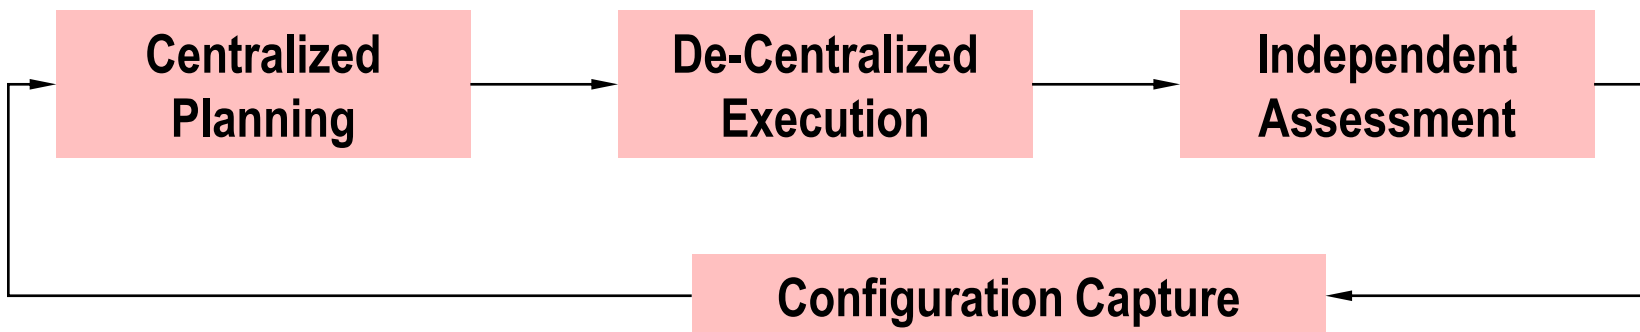 Centralized
Planning
De-Centralized
Execution
Independent
Assessment
Configuration Capture